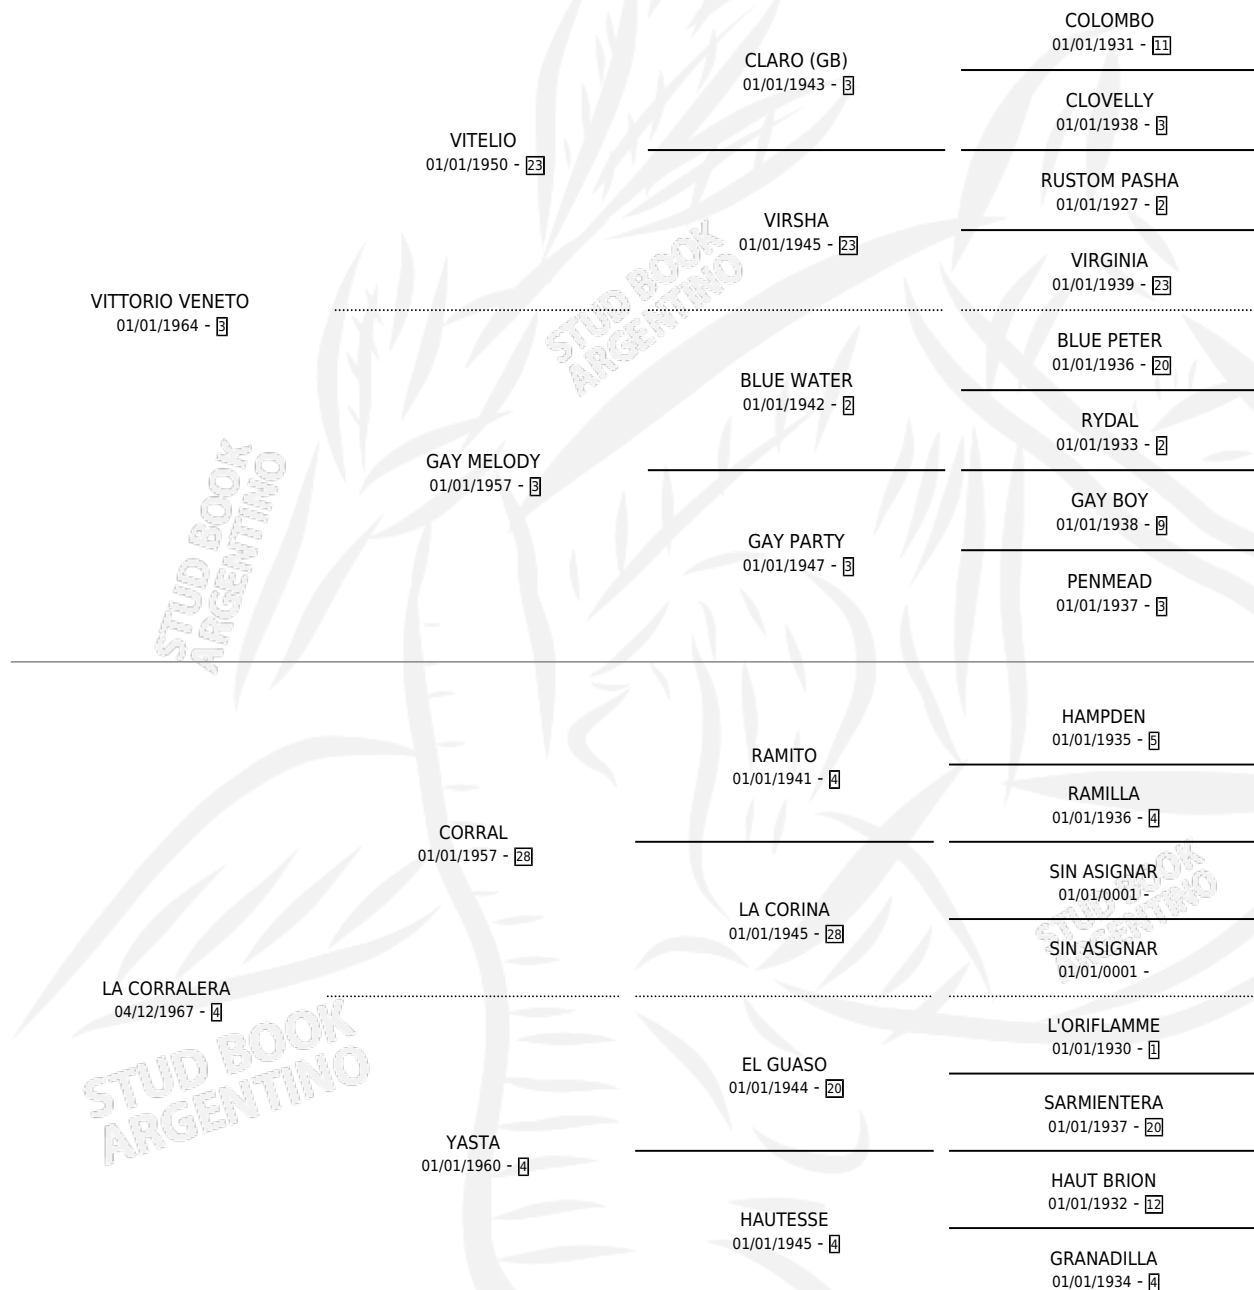 VITTORIO VENETO
01/01/1964 - 3
VITELIO
01/01/1950 - 23
GAY MELODY
01/01/1957 - 3
CLARO (GB)
01/01/1943 - 3
VIRSHA
01/01/1945 - 23
BLUE WATER
01/01/1942 - 2
GAY PARTY
01/01/1947 - 3
COLOMBO
01/01/1931 - 11
CLOVELLY
01/01/1938 - 3
RUSTOM PASHA
01/01/1927 - 2
VIRGINIA
01/01/1939 - 23
BLUE PETER
01/01/1936 - 20
RYDAL
01/01/1933 - 2
GAY BOY
01/01/1938 - 9
PENMEAD
01/01/1937 - 3
LA CORRALERA
04/12/1967 - 4
CORRAL
01/01/1957 - 28
YASTA
01/01/1960 - 4
RAMITO
01/01/1941 - 4
LA CORINA
01/01/1945 - 28
EL GUASO
01/01/1944 - 20
HAUTESSE
01/01/1945 - 4
HAMPDEN
01/01/1935 - 5
RAMILLA
01/01/1936 - 4
SIN ASIGNAR
01/01/0001 -
SIN ASIGNAR
01/01/0001 -
L'ORIFLAMME
01/01/1930 - 1
SARMIENTERA
01/01/1937 - 20
HAUT BRION
01/01/1932 - 12
GRANADILLA
01/01/1934 - 4
STUD BOOK
ARGENTINO
STUD BOOK
ARGENTINO
STUD BOOK
ARGENTINO
STUD BOOK
ARGENTINO